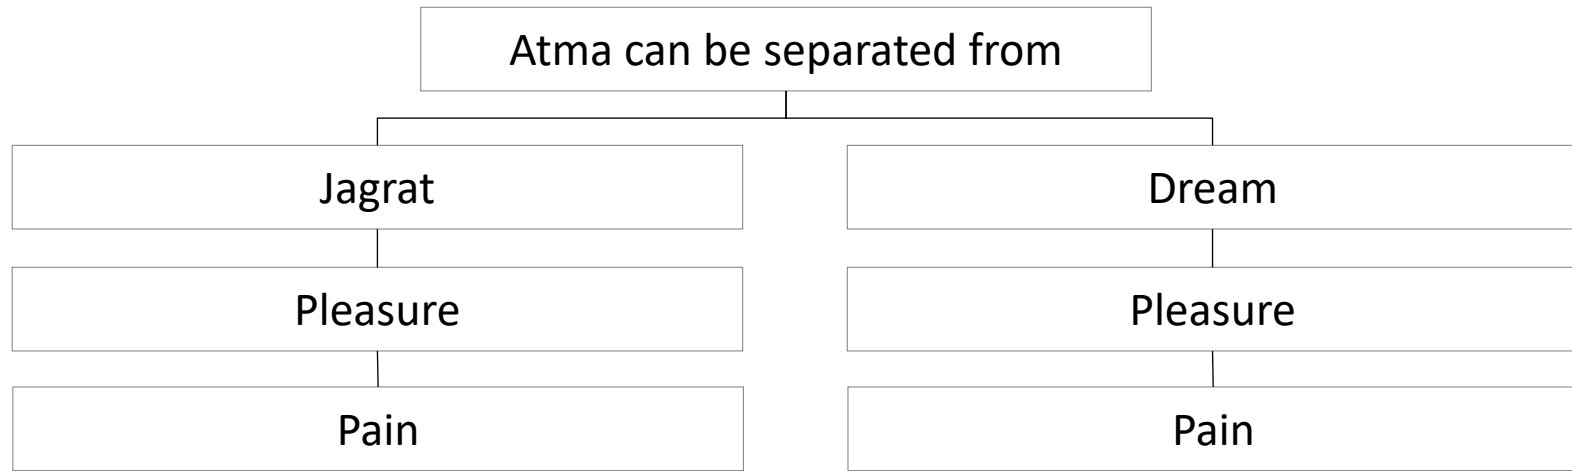 Atma can be separated from
Jagrat
Dream
Pleasure
Pleasure
Pain
Pain